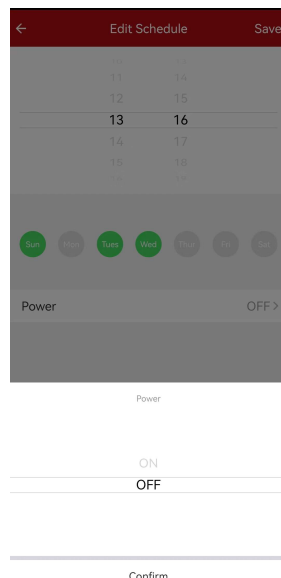 Edit Schedule Save
11 14
12 15
13 16
14 17
15 18
Sun Mon Tues Wed Thur Fri Sat
Power OFF >
Power
ON
OFF
Confirm